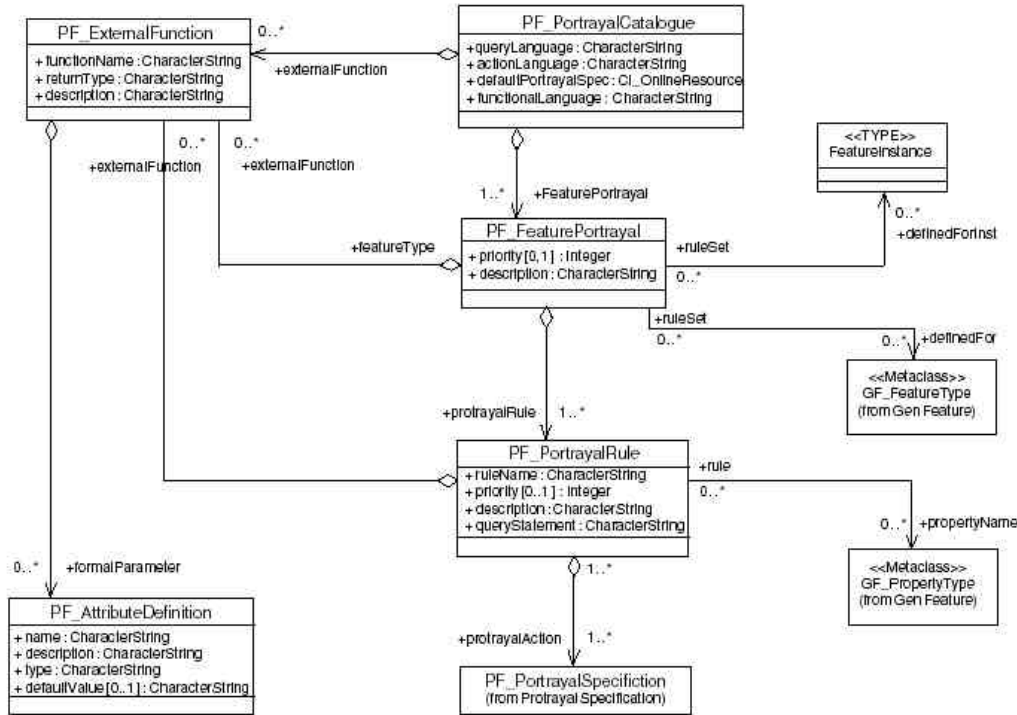 PF_ExternalFunction
+functionName:CharacterString
+returnType:CharacterString
+description:CharacterString
0..*
+externalFunction
PF_PortrayalCatalogue
+queryLanguage:CharacterString
+actionLanguage:CharacterString
+defaultPortrayalSpec:CI_OnlineResource
+functionalLanguage:CharacterString
0..*
0..*
+externalFunction
+externalFunction
1..*
+FeaturePortrayal
<<TYPE>>
FeatureInstance
0..*
+definedForInst
+featureType
PF_FeaturePortrayal
+priority[0,1]:Integer
+description:CharacterString
+ruleSet
0..*
+ruleSet
0..*
0..*
+definedFor
<<Metaclass>>
GF_FeatureType
(from Gen Feature)
+protrayalRule
1..*
PF_PortrayalRule
+ruleName:CharacterString
+priority[0..1]:Integer
+description:CharacterString
+queryStatement:CharacterString
+rule
0..*
0..*
+propertyName
<<Metaclass>>
GF_PropertyType
(from Gen Feature)
0..*
+formalParameter
PF_AttributeDefinition
+name:CharacterString
+description:CharacterString
+type:CharacterString
+defaultValue[0..1]:CharacterString
1..*
+protrayalAction
1..*
PF_PortrayalSpecifiction
(from Protrayal Specification)